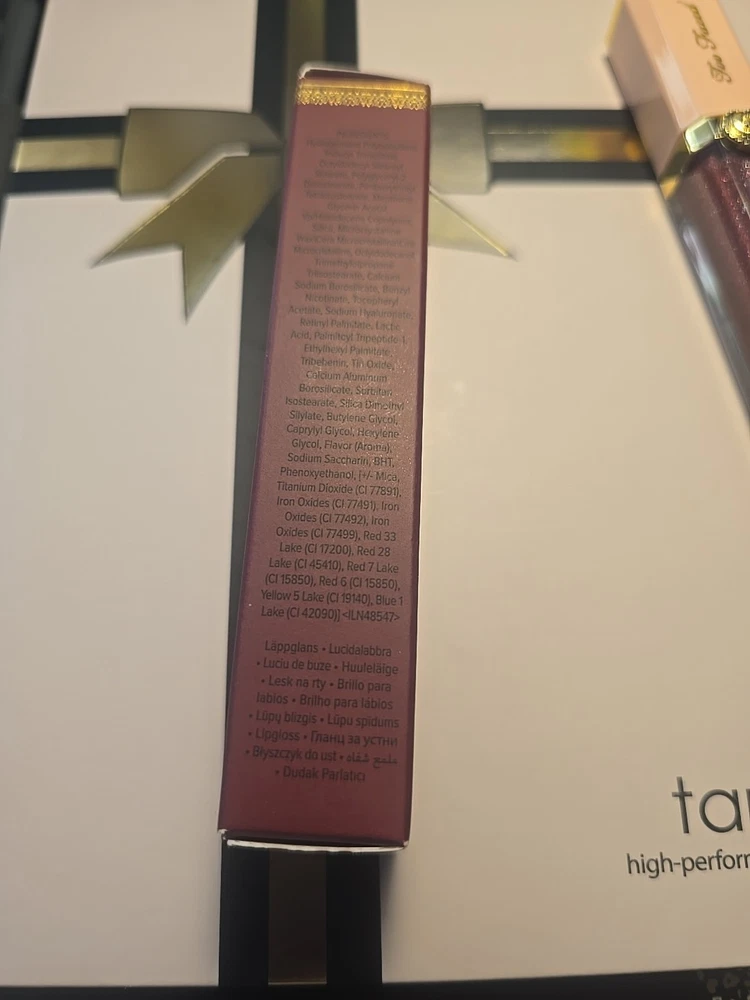 INGREDIENTS:
Hydrogenated
Silica,
Trimethylolpropane
Triisostearate, Calcium
Sodium Borosilicate, Benzyl
Nicotinate, Tocopheryl
Acetate, Sodium Hyaluronate,
Retinyl Palmitate, Lactic
Acid, Palmitoyl Tripeptide-1,
Ethylhexyl Palmitate,
Tribehenin, Tin Oxide,
Calcium Aluminum
Borosilicate, Sorbitan
Isostearate, Silica Dimethyl
Silylate, Butylene Glycol,
Caprylyl Glycol, Hexylene
Glycol, Flavor (Aroma),
Sodium Saccharin, BHT,
Phenoxyethanol, [+/- Mica,
Titanium Dioxide (CI 77891),
Iron Oxides (CI 77491), Iron
Oxides (CI 77492), Iron
Oxides (CI 77499), Red 33
Lake (CI 17200), Red 28
Lake (CI 45410), Red 7 Lake
(CI 15850), Red 6 (CI 15850),
Yellow 5 Lake (CI 19140), Blue 1
Lake (CI 42090)] <ILN48547>
Läppglans • Lucidalabbra
• Luciu de buze • Huuleläige
• Lesk na rty • Brillo para
labios • Brilho para lábios
• Lūpų blizgis • Lūpu spīdums
• Lipgloss • Гланц за устни
• Błyszczyk do ust • ملمع شفاه
• Dudak Parlatıcı
Too Faced
tar
high-perform